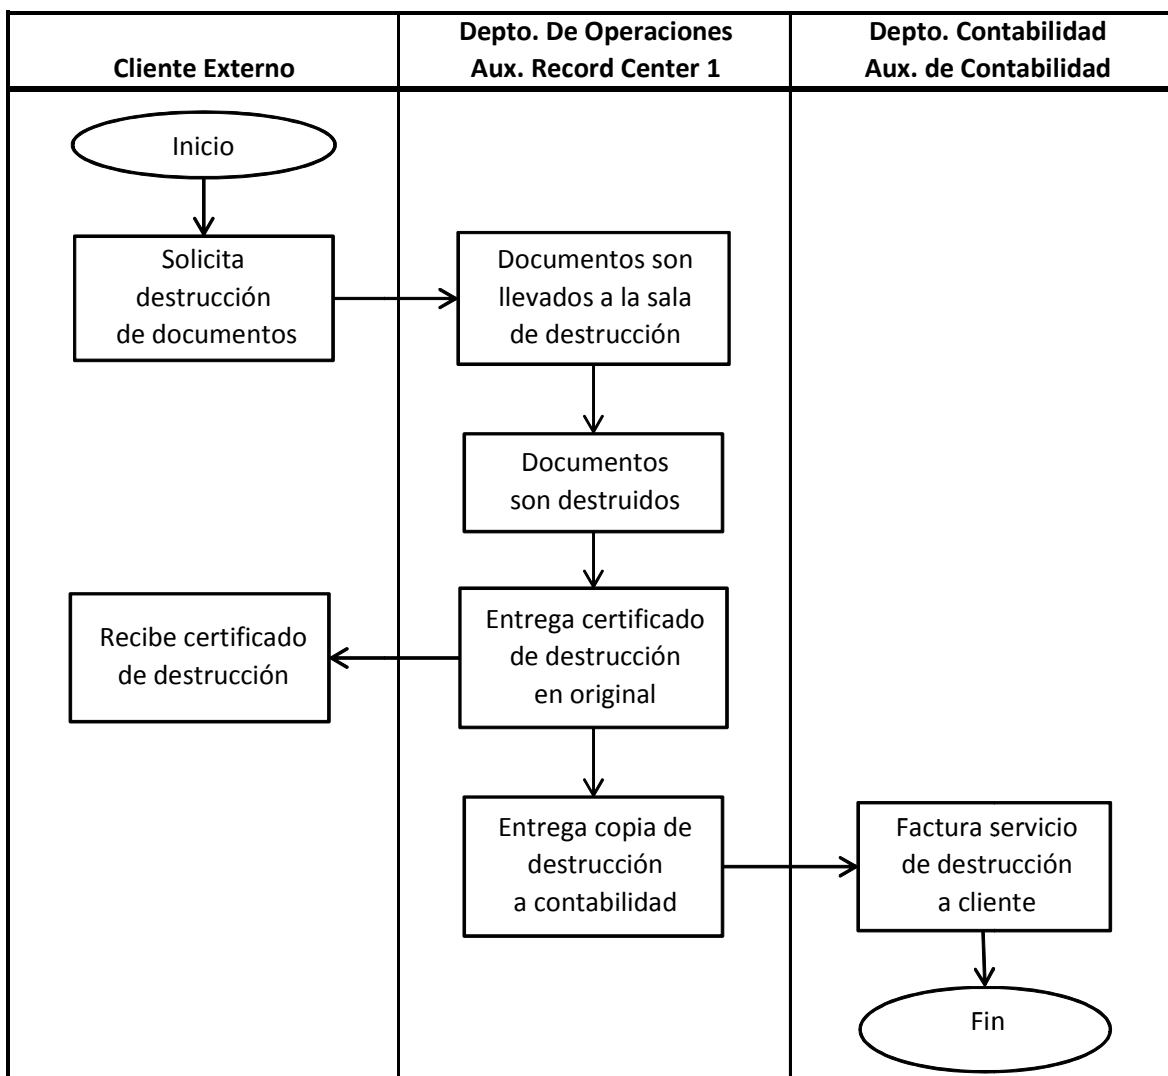 Cliente Externo
Depto. De Operaciones
Aux. Record Center 1
Depto. Contabilidad
Aux. de Contabilidad
Inicio
Solicita
destrucción
de documentos
Documentos son
llevados a la sala
de destrucción
Documentos
son destruidos
Entrega certificado
de destrucción
en original
Recibe certificado
de destrucción
Entrega copia de
destrucción
a contabilidad
Factura servicio
de destrucción
a cliente
Fin